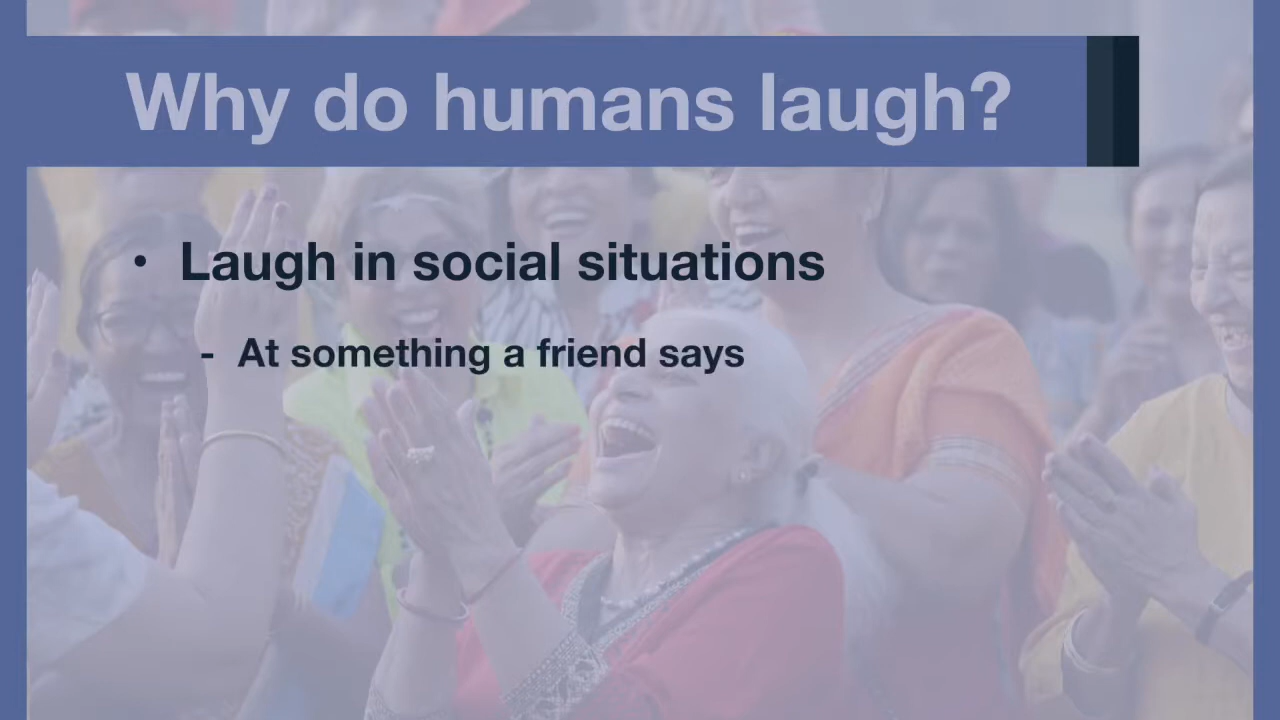 Why do humans laugh?
• Laugh in social situations
- At something a friend says